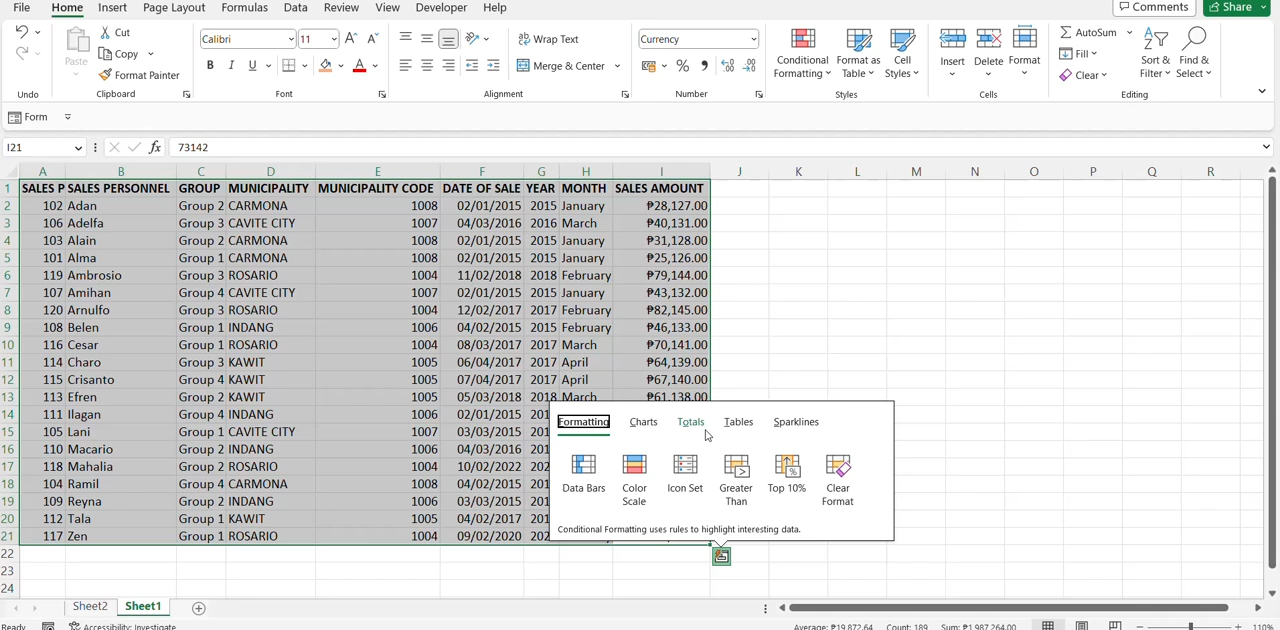 File Home Insert Page Layout Formulas Data Review View Developer Help Comments Share
Cut
Copy
Format Painter
Paste
Undo Clipboard
Calibri 11
B I U A
Font
Wrap Text
Merge & Center
Alignment
Currency
% ,
Number
Conditional Formatting Format as Table Cell Styles
Styles
Insert Delete Format
Cells
AutoSum
Fill
Clear
Sort & Filter Find & Select
Editing
Form
I21 fx 73142
A B C D E F G H I J K L M N O P Q R
1 SALES P SALES PERSONNEL GROUP MUNICIPALITY MUNICIPALITY CODE DATE OF SALE YEAR MONTH SALES AMOUNT
2 102 Adan Group 2 CARMONA 1008 02/01/2015 2015 January ₱28,127.00
3 106 Adelfa Group 3 CAVITE CITY 1007 04/03/2016 2016 March ₱40,131.00
4 103 Alain Group 2 CARMONA 1008 02/01/2015 2015 January ₱31,128.00
5 101 Alma Group 1 CARMONA 1008 02/01/2015 2015 January ₱25,126.00
6 119 Ambrosio Group 3 ROSARIO 1004 11/02/2018 2018 February ₱79,144.00
7 107 Amihan Group 4 CAVITE CITY 1007 02/01/2015 2015 January ₱43,132.00
8 120 Arnulfo Group 3 ROSARIO 1004 12/02/2017 2017 February ₱82,145.00
9 108 Belen Group 1 INDANG 1006 04/02/2015 2015 February ₱46,133.00
10 116 Cesar Group 1 ROSARIO 1004 08/03/2017 2017 March ₱70,141.00
11 114 Charo Group 3 KAWIT 1005 06/04/2017 2017 April ₱64,139.00
12 115 Crisanto Group 4 KAWIT 1005 07/04/2017 2017 April ₱67,140.00
13 113 Efren Group 2 KAWIT 1005 05/03/2018 2018 March ₱61,138.00
14 111 Ilagan Group 4 INDANG 1006 02/01/2015 201
15 105 Lani Group 1 CAVITE CITY 1007 03/03/2015 201
16 110 Macario Group 2 INDANG 1006 04/03/2016 201
17 118 Mahalia Group 2 ROSARIO 1004 10/02/2022 202
18 104 Ramil Group 4 CARMONA 1008 04/02/2015 201
19 109 Reyna Group 2 INDANG 1006 03/03/2015 201
20 112 Tala Group 1 KAWIT 1005 04/02/2017 201
21 117 Zen Group 1 ROSARIO 1004 09/02/2020 202
22
23
24
Formatting Charts Totals Tables Sparklines
Data Bars Color Scale Icon Set Greater Than Top 10% Clear Format
Conditional Formatting uses rules to highlight interesting data.
Sheet2 Sheet1
Ready Accessibility: Investigate Average: ₱19,872.64 Count: 189 Sum: ₱1,987,264.00 110%